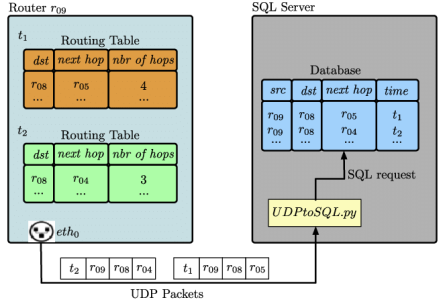 Router r09
t1
Routing Table
dst next hop nbr of hops
r08 r05 4
... ... ...
t2
Routing Table
dst next hop nbr of hops
r08 r04 3
... ... ...
eth0
t2 r09 r08 r04
t1 r09 r08 r05
UDP Packets
SQL Server
Database
src dst next hop time
r09 r08 r05 t1
r09 r08 r04 t2
... ... ... ...
SQL request
UDPtoSQL.py